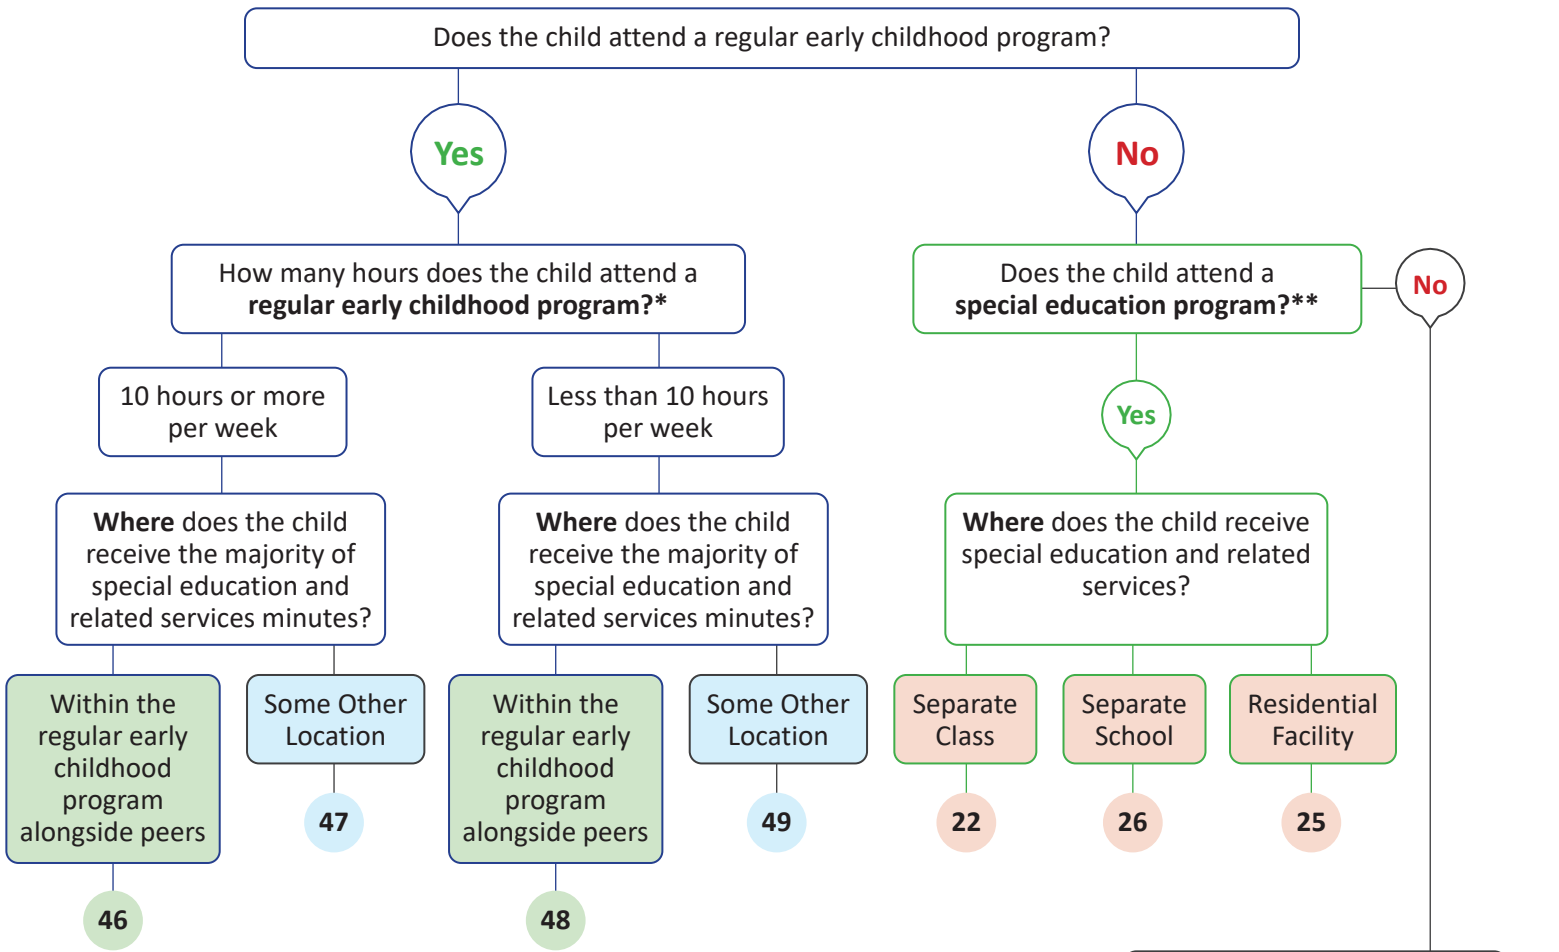 Does the child attend a regular early childhood program?
Yes
No
How many hours does the child attend a
regular early childhood program?*
Does the child attend a
special education program?**
No
10 hours or more
per week
Less than 10 hours
per week
Yes
Where does the child
receive the majority of
special education and
related services minutes?
Where does the child
receive the majority of
special education and
related services minutes?
Where does the child receive
special education and related
services?
Within the
regular early
childhood
program
alongside peers
Some Other
Location
Within the
regular early
childhood
program
alongside peers
Some Other
Location
Separate
Class
Separate
School
Residential
Facility
47
49
22
26
25
46
48